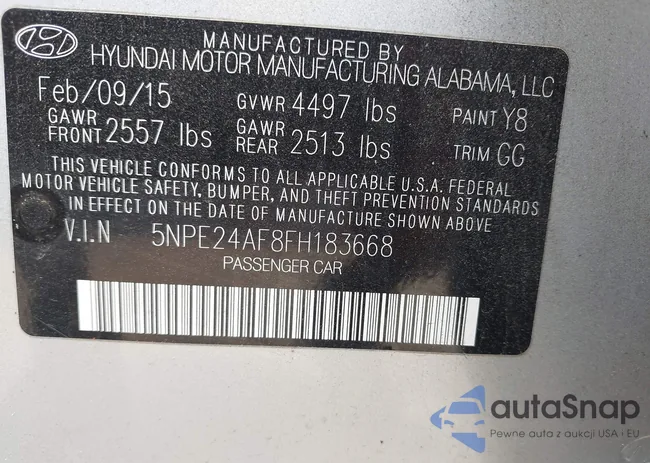 MANUFACTURED BY
HYUNDAI MOTOR MANUFACTURING ALABAMA, LLC
Feb/09/15 GVWR 4497 lbs PAINT Y8
GAWR FRONT 2557 lbs GAWR REAR 2513 lbs TRIM GG
THIS VEHICLE CONFORMS TO ALL APPLICABLE U.S.A. FEDERAL
MOTOR VEHICLE SAFETY, BUMPER, AND THEFT PREVENTION STANDARDS
IN EFFECT ON THE DATE OF MANUFACTURE SHOWN ABOVE
V.I.N 5NPE24AF8FH183668
PASSENGER CAR
autaSnap
Pewne auta z aukcji USA i EU